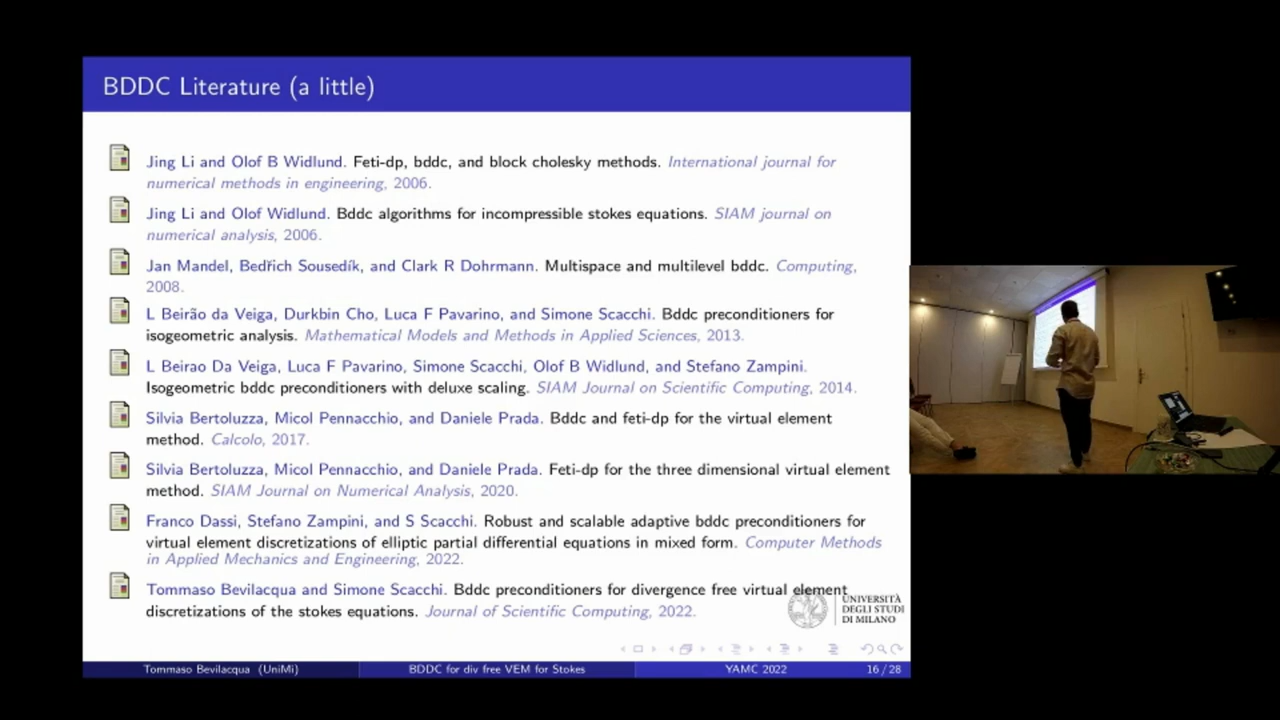 BDDC Literature (a little)
Jing Li and Olof B Widlund. Feti-dp, bddc, and block cholesky methods. International journal for
numerical methods in engineering, 2006.
Jing Li and Olof Widlund. Bddc algorithms for incompressible stokes equations. SIAM journal on
numerical analysis, 2006.
Jan Mandel, Bedřich Sousedík, and Clark R Dohrmann. Multispace and multilevel bddc. Computing,
2008.
L Beirão da Veiga, Durkbin Cho, Luca F Pavarino, and Simone Scacchi. Bddc preconditioners for
isogeometric analysis. Mathematical Models and Methods in Applied Sciences, 2013.
L Beirao Da Veiga, Luca F Pavarino, Simone Scacchi, Olof B Widlund, and Stefano Zampini.
Isogeometric bddc preconditioners with deluxe scaling. SIAM Journal on Scientific Computing, 2014.
Silvia Bertoluzza, Micol Pennacchio, and Daniele Prada. Bddc and feti-dp for the virtual element
method. Calcolo, 2017.
Silvia Bertoluzza, Micol Pennacchio, and Daniele Prada. Feti-dp for the three dimensional virtual element
method. SIAM Journal on Numerical Analysis, 2020.
Franco Dassi, Stefano Zampini, and S Scacchi. Robust and scalable adaptive bddc preconditioners for
virtual element discretizations of elliptic partial differential equations in mixed form. Computer Methods
in Applied Mechanics and Engineering, 2022.
Tommaso Bevilacqua and Simone Scacchi. Bddc preconditioners for divergence free virtual element
discretizations of the stokes equations. Journal of Scientific Computing, 2022.
UNIVERSITÀ
DEGLI STUDI
DI MILANO
Tommaso Bevilacqua (UniMi) BDDC for div free VEM for Stokes YAMC 2022 16 / 28